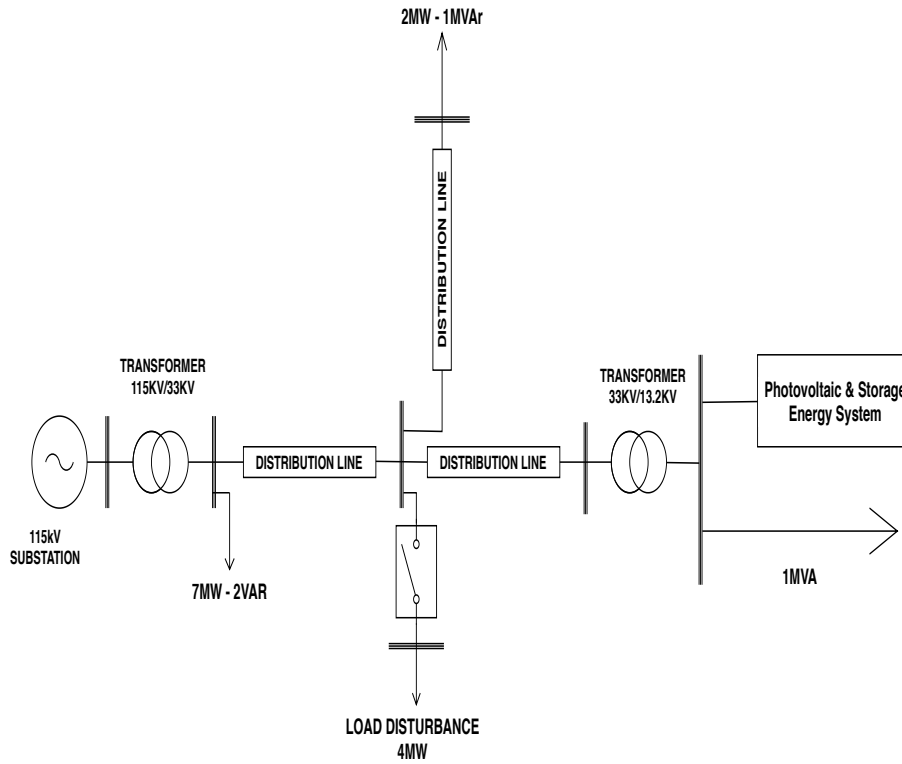 2MW - 1MVAr
DISTRIBUTION LINE
TRANSFORMER
115KV/33KV
TRANSFORMER
33KV/13.2KV
Photovoltaic & Storage
Energy System
DISTRIBUTION LINE
DISTRIBUTION LINE
115kV
SUBSTATION
7MW - 2VAR
1MVA
LOAD DISTURBANCE
4MW